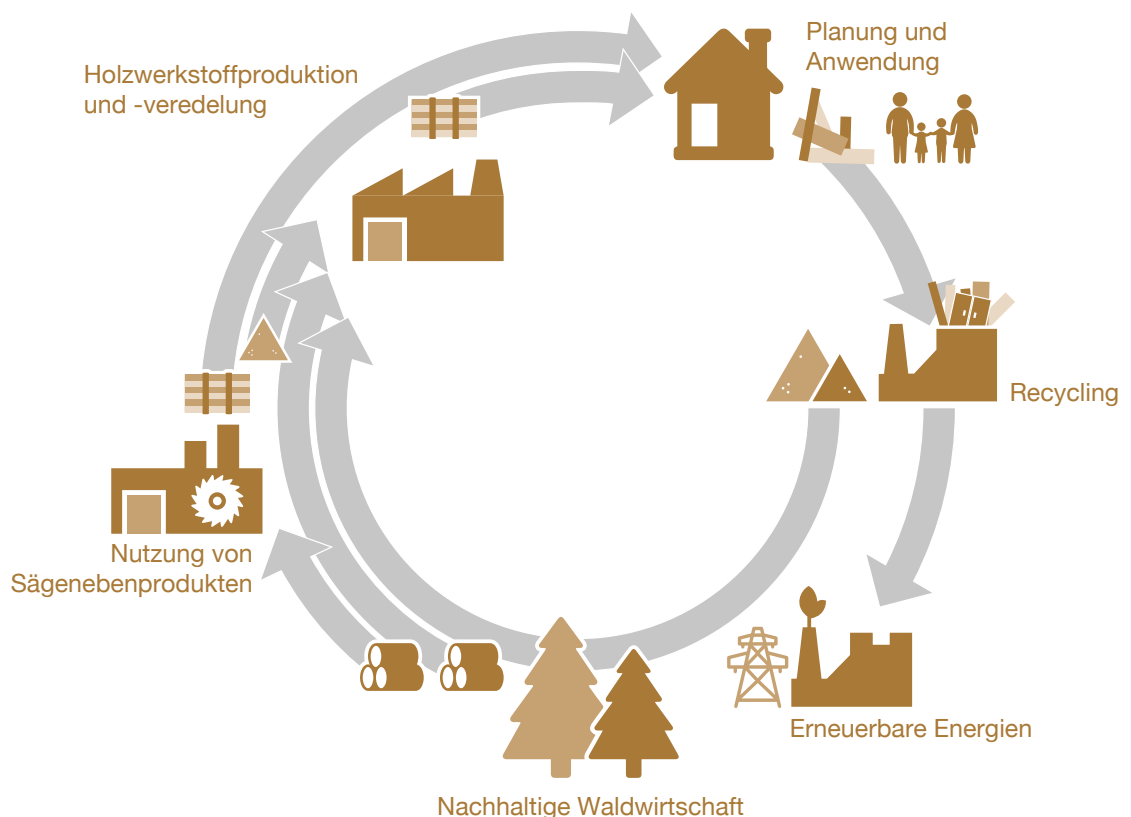 Planung und
Anwendung
Holzwerkstoffproduktion
und -veredelung
Recycling
Nutzung von
Sägenebenprodukten
Erneuerbare Energien
Nachhaltige Waldwirtschaft